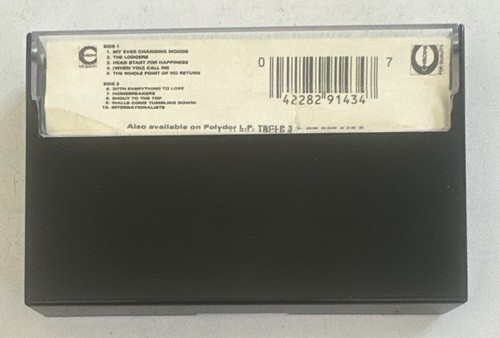 SIDE 1
1. MY EVER CHANGING MOODS
2. THE LODGERS
3. HEAD START FOR HAPPINESS
4. (WHEN YOU) CALL ME
5. THE WHOLE POINT OF NO RETURN
SIDE 2
6. WITH EVERYTHING TO LOSE
7. HOMEBREAKERS
8. SHOUT TO THE TOP
9. WALLS COME TUMBLING DOWN!
10. INTERNATIONALISTS
0 42282 91434 7
Also available on Polydor L.P.